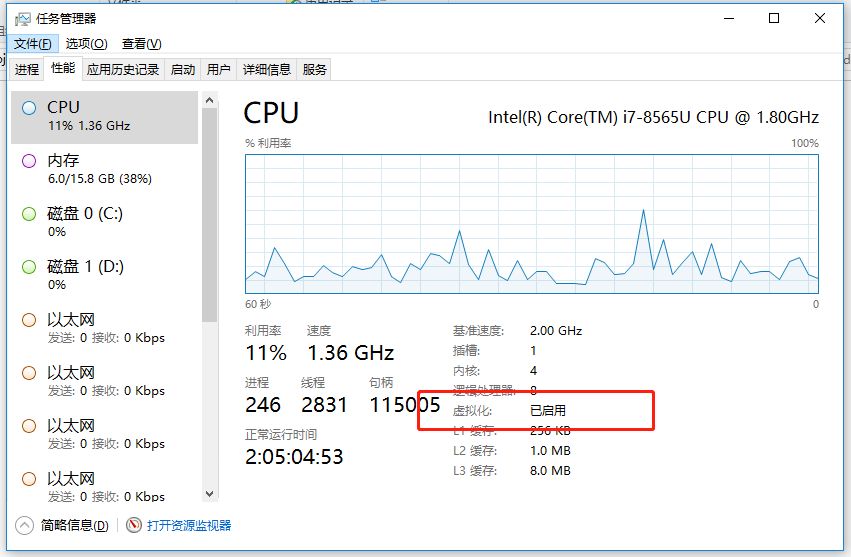 任务管理器
文件(F) 选项(O) 查看(V)
进程 性能 应用历史记录 启动 用户 详细信息 服务
CPU
11% 1.36 GHz
内存
6.0/15.8 GB (38%)
磁盘 0 (C:)
0%
磁盘 1 (D:)
0%
以太网
发送: 0 接收: 0 Kbps
以太网
发送: 0 接收: 0 Kbps
以太网
发送: 0 接收: 0 Kbps
以太网
发送: 0 接收: 0 Kbps
CPU
Intel(R) Core(TM) i7-8565U CPU @ 1.80GHz
% 利用率 100%
60 秒 0
利用率 速度
11% 1.36 GHz
进程 线程 句柄
246 2831 115005
正常运行时间
2:05:04:53
基准速度: 2.00 GHz
插槽: 1
内核: 4
逻辑处理器: 8
虚拟化: 已启用
L1 缓存: 256 KB
L2 缓存: 1.0 MB
L3 缓存: 8.0 MB
简略信息(D) 打开资源监视器